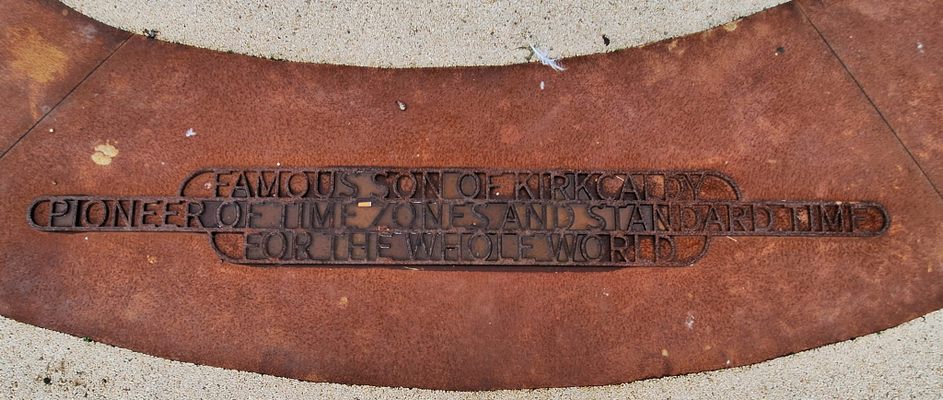 FAMOUS SON OF KIRKCALDY
PIONEER OF TIME ZONES AND STANDARD TIME
FOR THE WHOLE WORLD